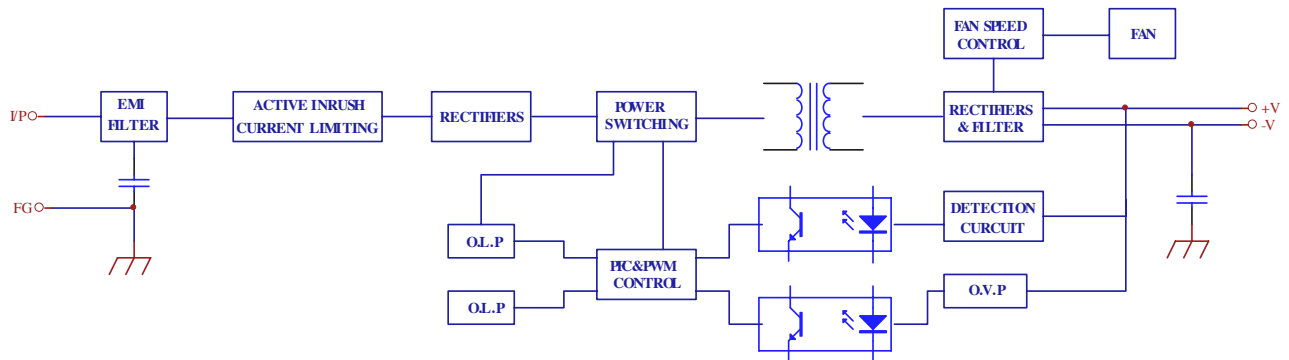 FAN SPEED
CONTROL
FAN
I/P
EMI
FILTER
ACTIVE INRUSH
CURRENT LIMITING
RECTIFIERS
POWER
SWITCHING
RECTIFIERS
& FILTER
+V
-V
FG
O.L.P
PIC&PWM
CONTROL
DETECTION
CURCUIT
O.L.P
O.V.P